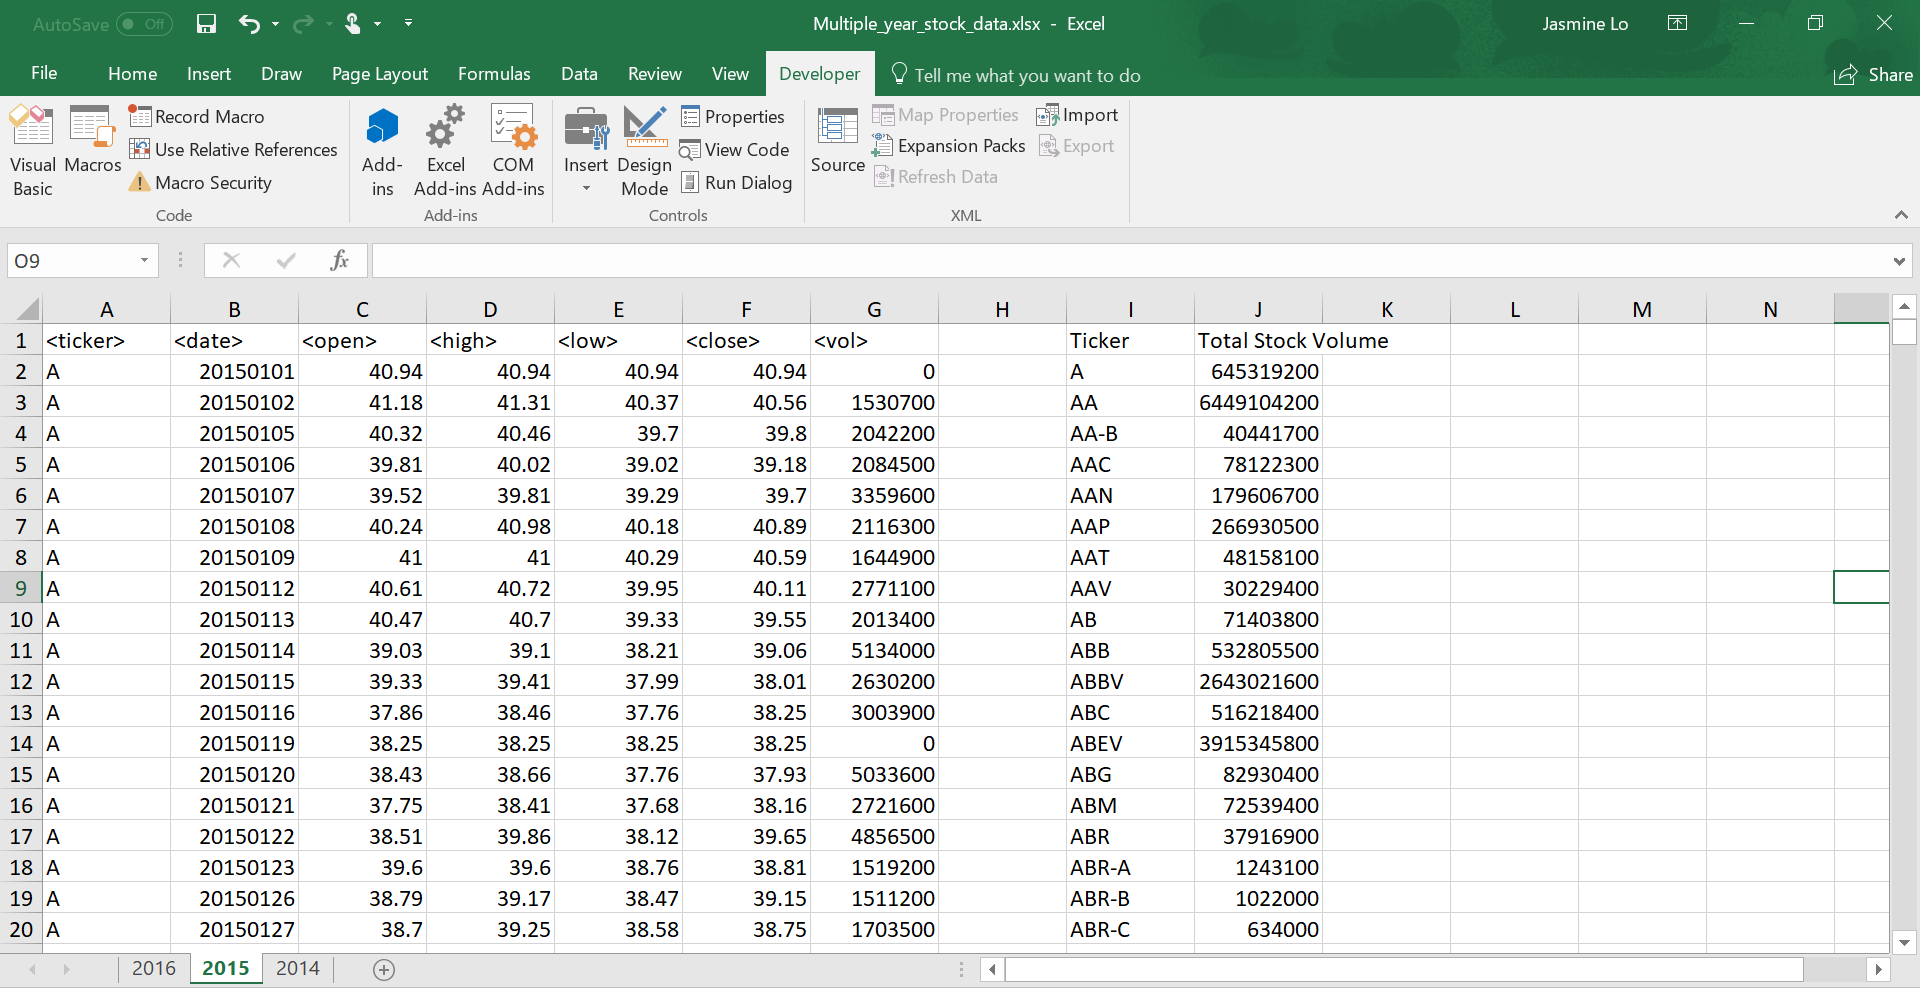 AutoSave Off Multiple_year_stock_data.xlsx - Excel Jasmine Lo
File Home Insert Draw Page Layout Formulas Data Review View Developer Tell me what you want to do Share
Visual Basic
Macros
Record Macro
Use Relative References
Macro Security
Code
Add-ins
Excel Add-ins
COM Add-ins
Add-ins
Insert
Design Mode
Properties
View Code
Run Dialog
Controls
Source
Map Properties
Expansion Packs
Refresh Data
Import
Export
XML
O9 fx
A B C D E F G H I J K L M N
1 <ticker> <date> <open> <high> <low> <close> <vol> Ticker Total Stock Volume
2 A 20150101 40.94 40.94 40.94 40.94 0 A 645319200
3 A 20150102 41.18 41.31 40.37 40.56 1530700 AA 6449104200
4 A 20150105 40.32 40.46 39.7 39.8 2042200 AA-B 40441700
5 A 20150106 39.81 40.02 39.02 39.18 2084500 AAC 78122300
6 A 20150107 39.52 39.81 39.29 39.7 3359600 AAN 179606700
7 A 20150108 40.24 40.98 40.18 40.89 2116300 AAP 266930500
8 A 20150109 41 41 40.29 40.59 1644900 AAT 48158100
9 A 20150112 40.61 40.72 39.95 40.11 2771100 AAV 30229400
10 A 20150113 40.47 40.7 39.33 39.55 2013400 AB 71403800
11 A 20150114 39.03 39.1 38.21 39.06 5134000 ABB 532805500
12 A 20150115 39.33 39.41 37.99 38.01 2630200 ABBV 2643021600
13 A 20150116 37.86 38.46 37.76 38.25 3003900 ABC 516218400
14 A 20150119 38.25 38.25 38.25 38.25 0 ABEV 3915345800
15 A 20150120 38.43 38.66 37.76 37.93 5033600 ABG 82930400
16 A 20150121 37.75 38.41 37.68 38.16 2721600 ABM 72539400
17 A 20150122 38.51 39.86 38.12 39.65 4856500 ABR 37916900
18 A 20150123 39.6 39.6 38.76 38.81 1519200 ABR-A 1243100
19 A 20150126 38.79 39.17 38.47 39.15 1511200 ABR-B 1022000
20 A 20150127 38.7 39.25 38.58 38.75 1703500 ABR-C 634000
2016 2015 2014